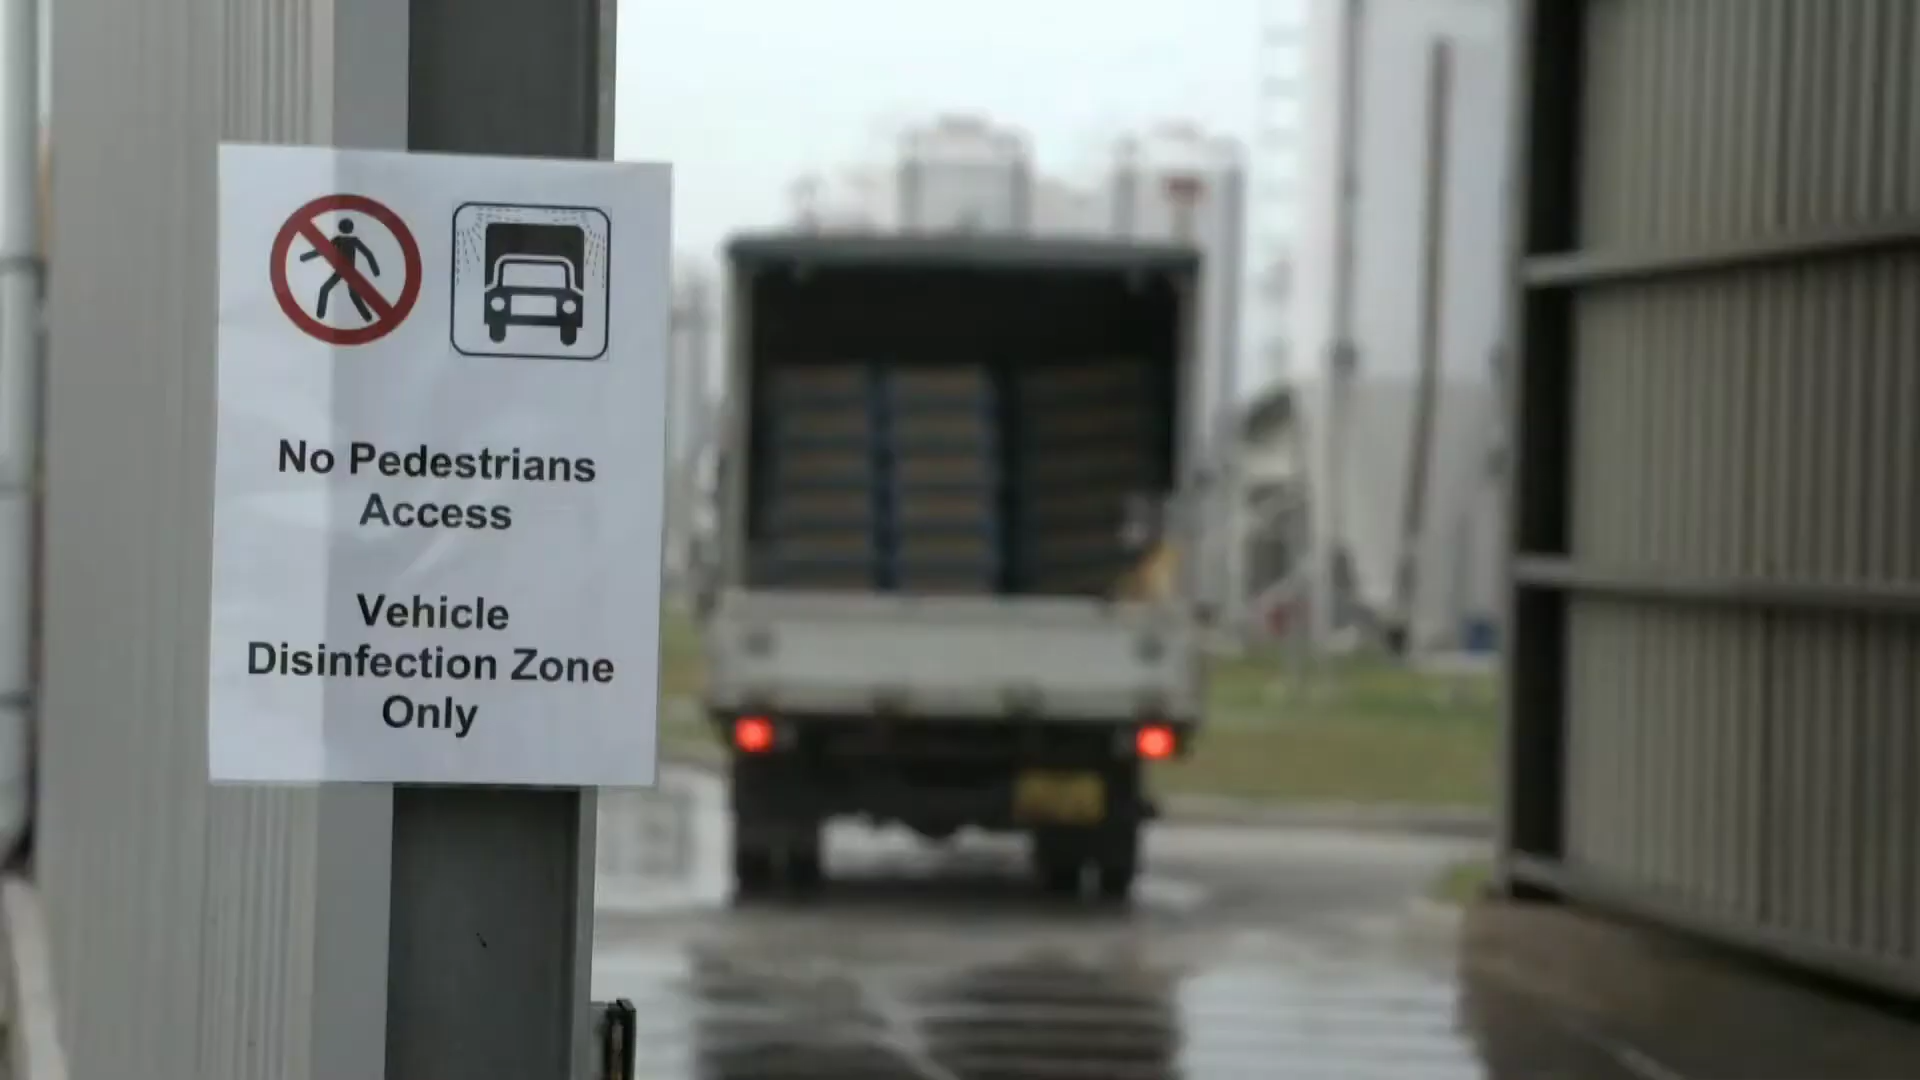 No Pedestrians
Access
Vehicle
Disinfection Zone
Only